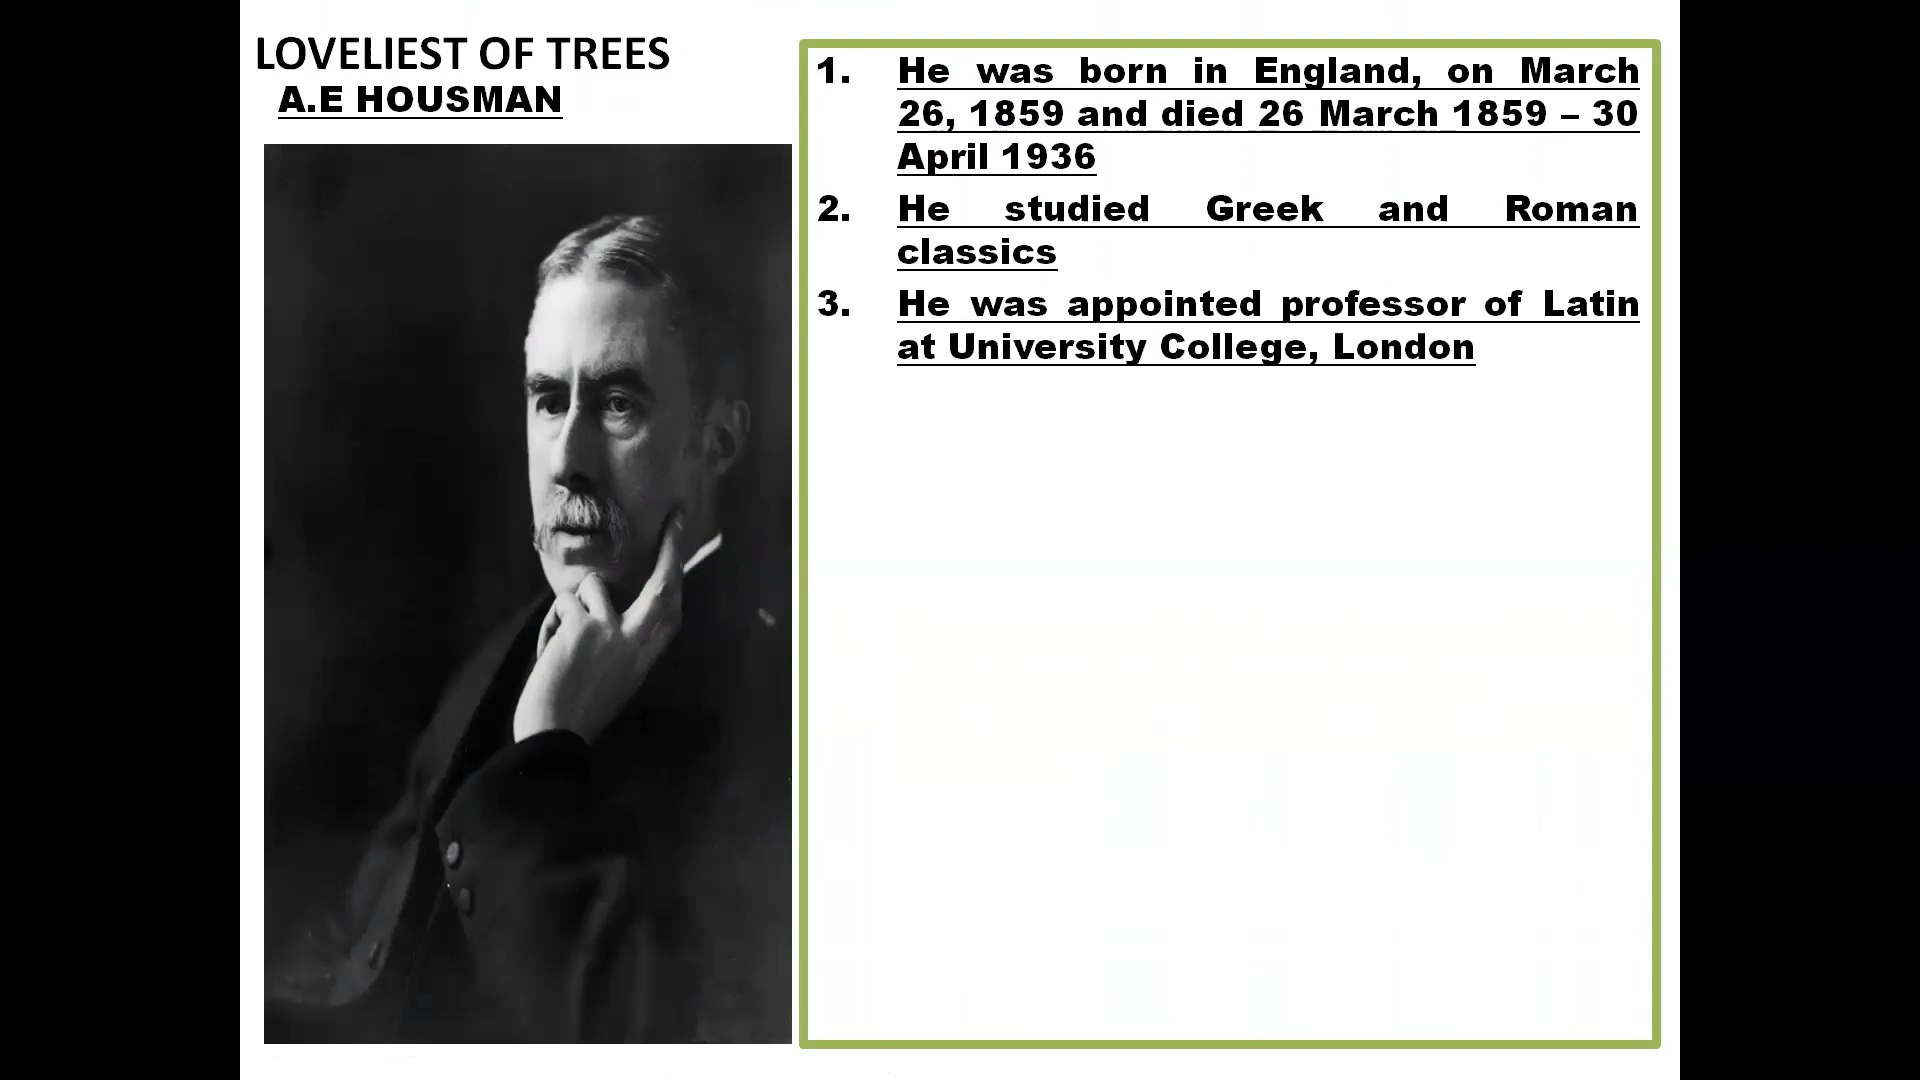 LOVELIEST OF TREES
A.E HOUSMAN
1. He was born in England, on March
26, 1859 and died 26 March 1859 – 30
April 1936
2. He studied Greek and Roman
classics
3. He was appointed professor of Latin
at University College, London